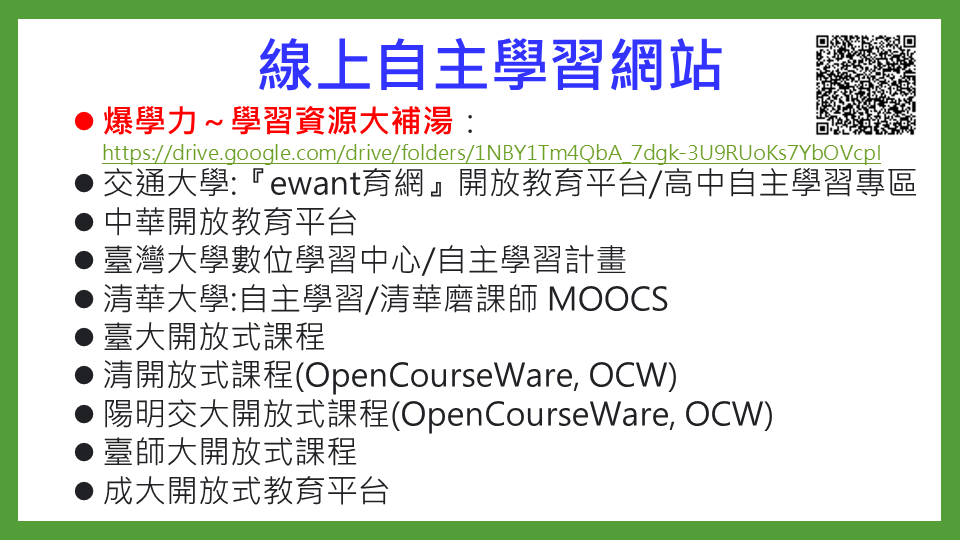 線上自主學習網站
● 爆學力～學習資源大補湯：
https://drive.google.com/drive/folders/1NBY1Tm4QbA_7dgk-3U9RUoKs7YbOVcpI
● 交通大學:『ewant育網』開放教育平台/高中自主學習專區
● 中華開放教育平台
● 臺灣大學數位學習中心/自主學習計畫
● 清華大學:自主學習/清華磨課師 MOOCS
● 臺大開放式課程
● 清開放式課程(OpenCourseWare, OCW)
● 陽明交大開放式課程(OpenCourseWare, OCW)
● 臺師大開放式課程
● 成大開放式教育平台